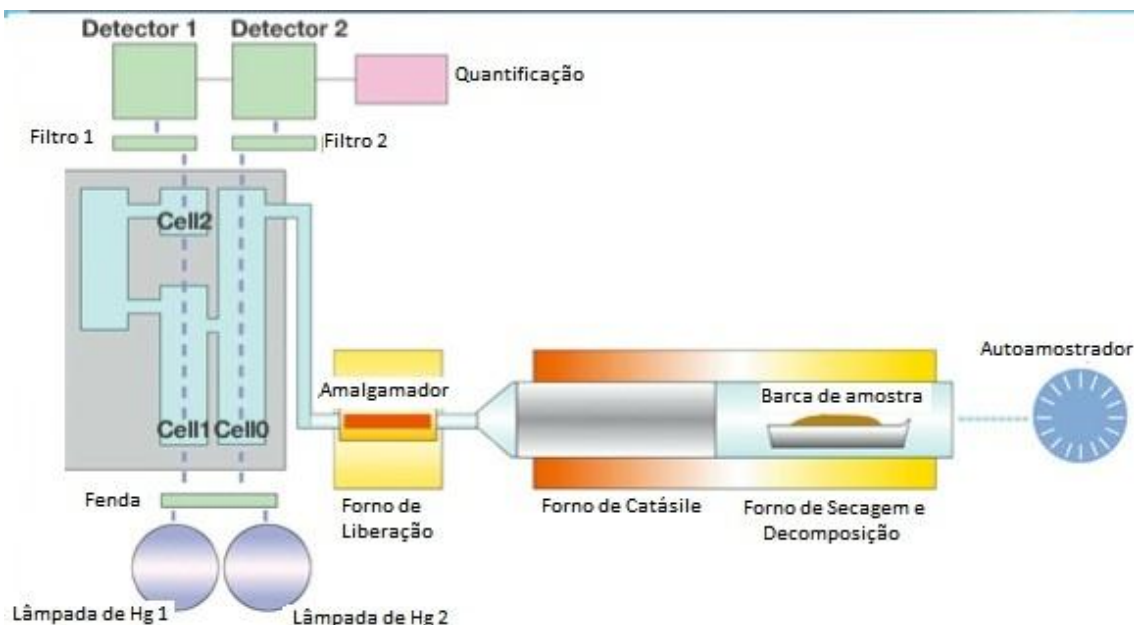 Detector 1
Detector 2
Quantificação
Filtro 1
Filtro 2
Cell2
Autoamostrador
Amalgamador
Barca de amostra
Cell1
Cell0
Fenda
Forno de
Liberação
Forno de Catásile
Forno de Secagem e
Decomposição
Lâmpada de Hg 1
Lâmpada de Hg 2